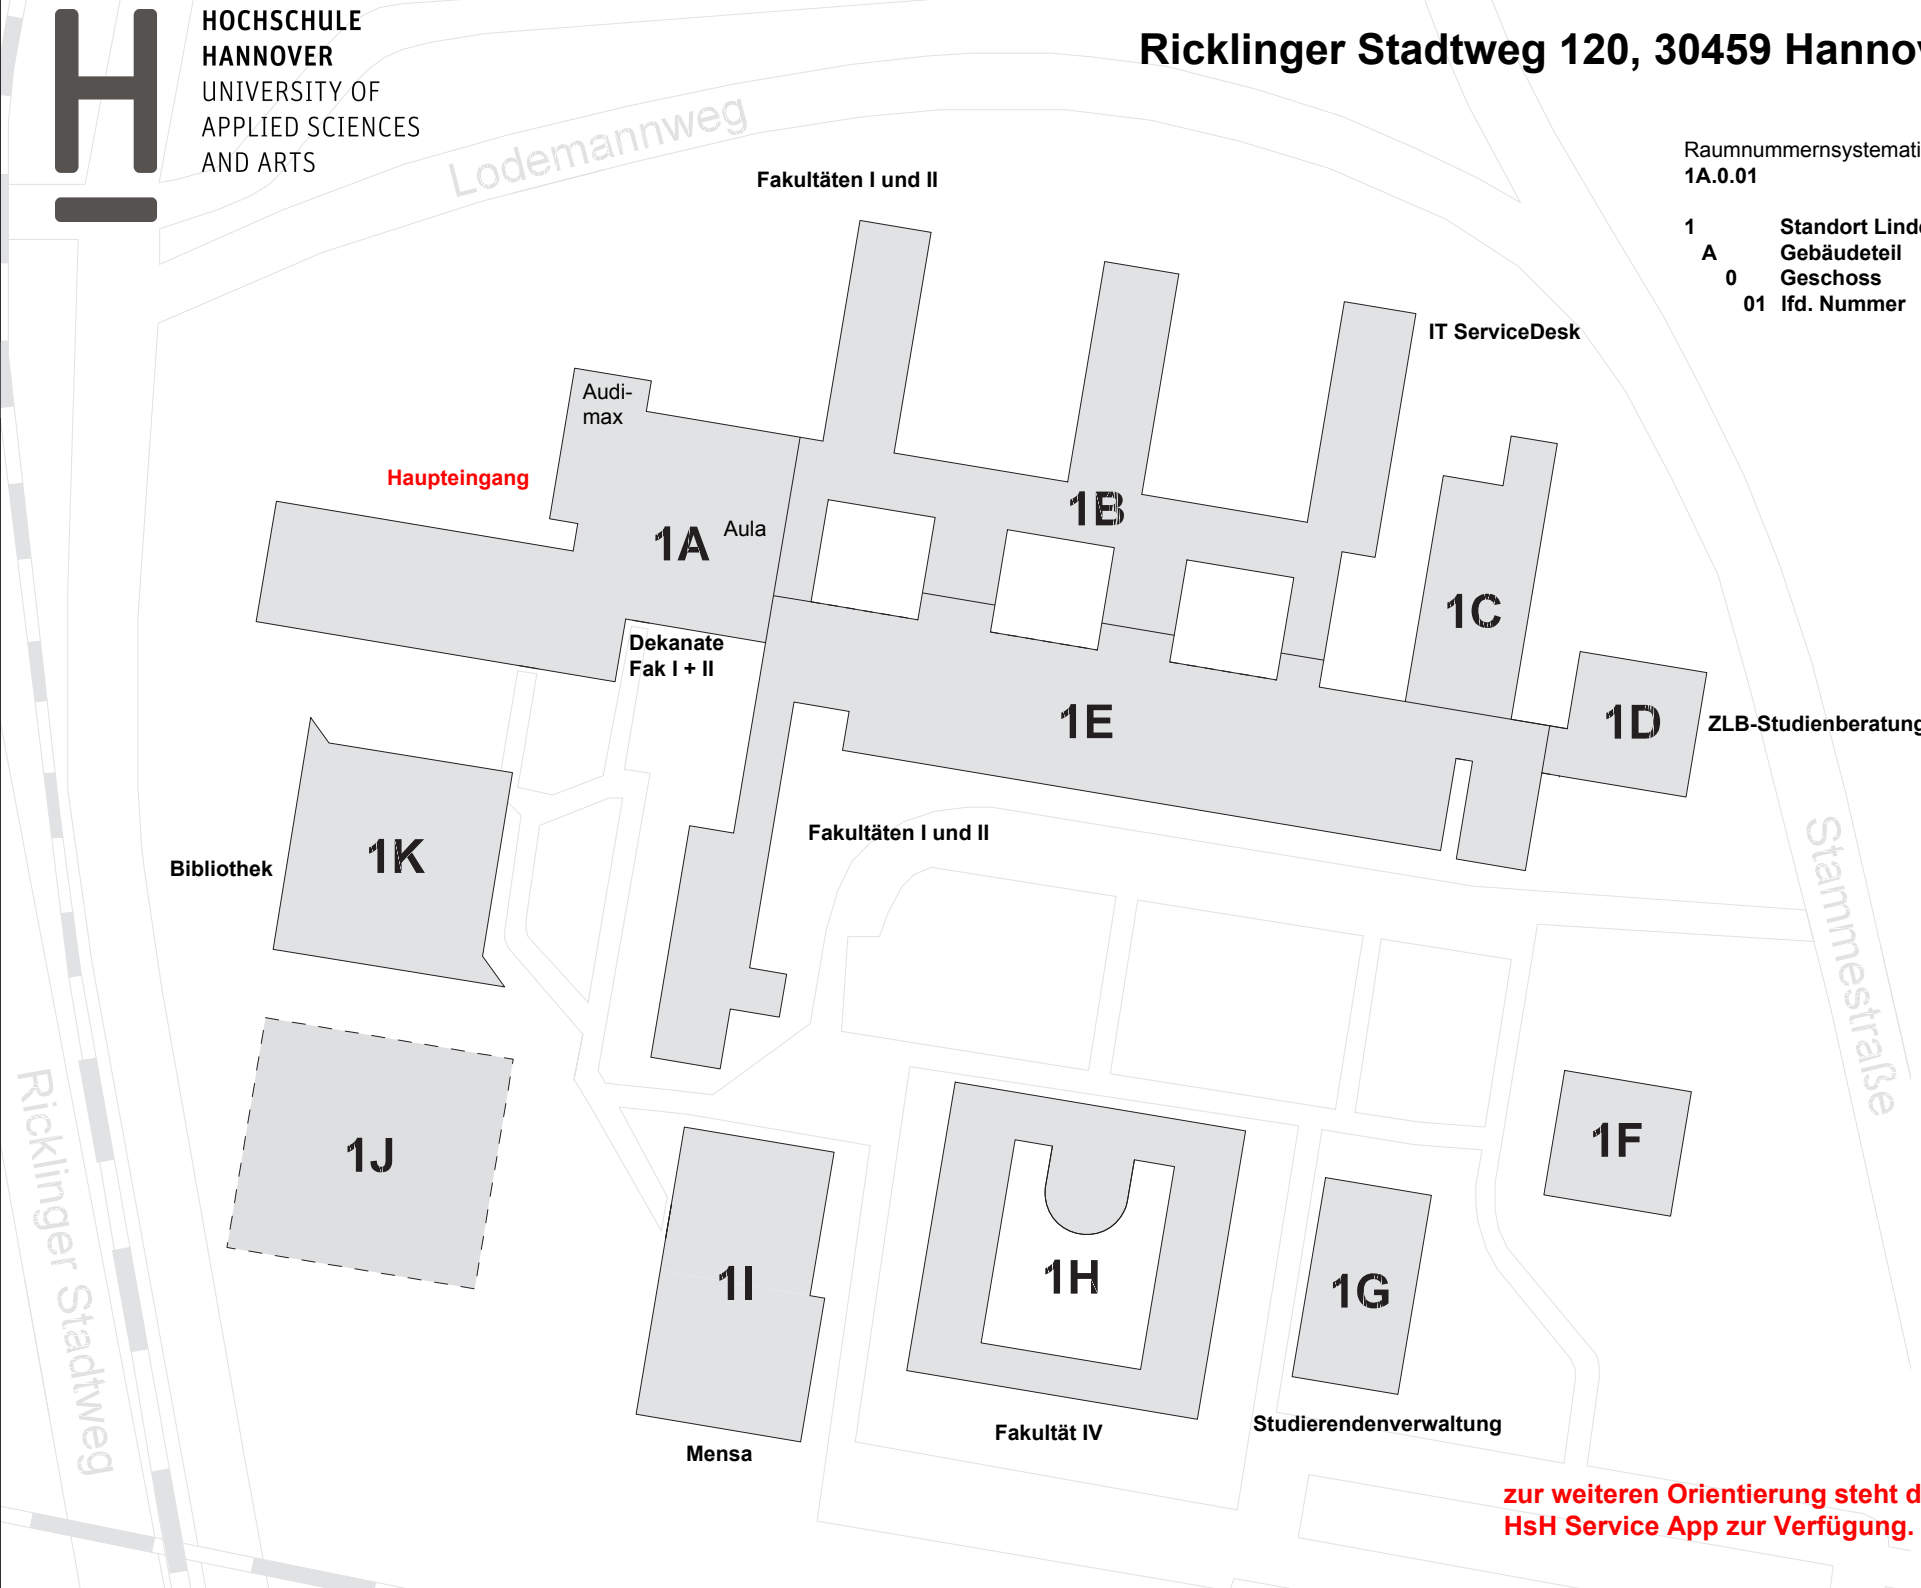 HOCHSCHULE
HANNOVER
UNIVERSITY OF
APPLIED SCIENCES
AND ARTS
Ricklinger Stadtweg 120, 30459 Hanno
Lodemannweg
Raumnummernsystemati
1A.0.01
1 Standort Lind
A Gebäudeteil
0 Geschoss
01 lfd. Nummer
Fakultäten I und II
IT ServiceDesk
Audi-
max
Haupteingang
1A
Aula
1B
1C
Dekanate
Fak I + II
1E
1D
ZLB-Studienberatung
Fakultäten I und II
1K
Bibliothek
Stammestraße
1J
1F
1I
1H
1G
Ricklinger Stadtweg
Mensa
Fakultät IV
Studierendenverwaltung
zur weiteren Orientierung steht d
HsH Service App zur Verfügung.